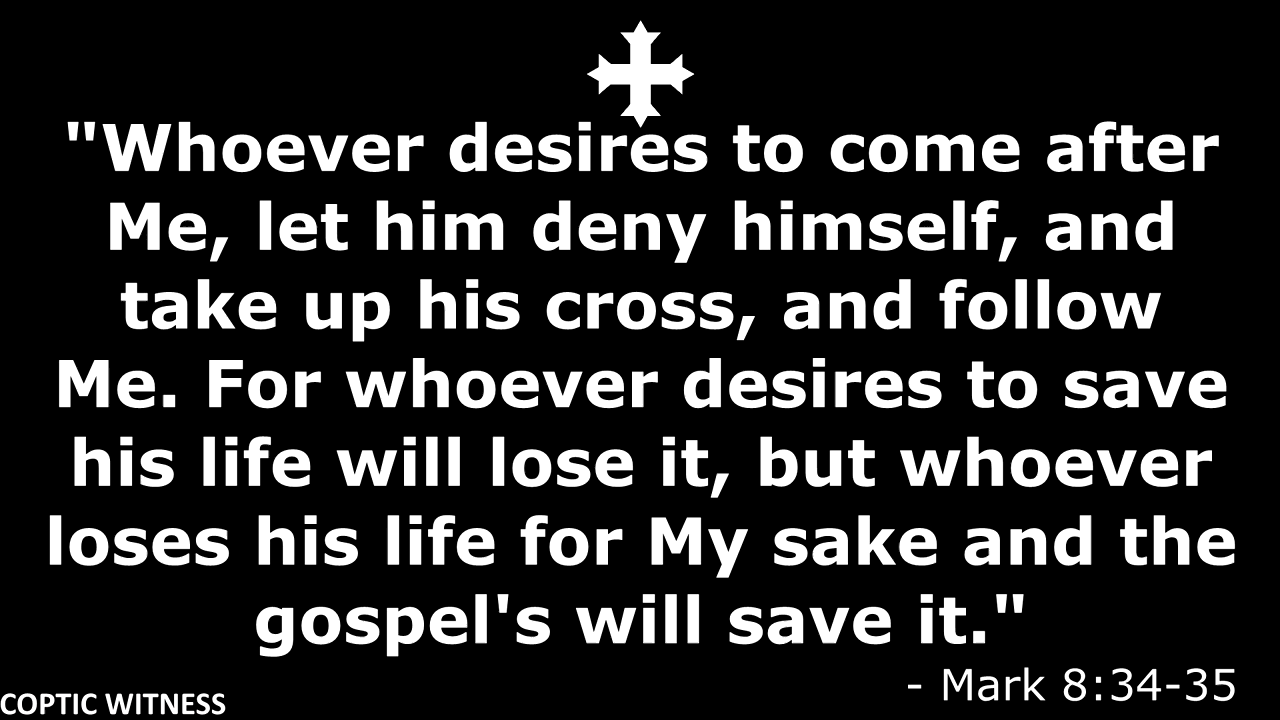 "Whoever desires to come after
Me, let him deny himself, and
take up his cross, and follow
Me. For whoever desires to save
his life will lose it, but whoever
loses his life for My sake and the
gospel's will save it."
- Mark 8:34-35
COPTIC WITNESS